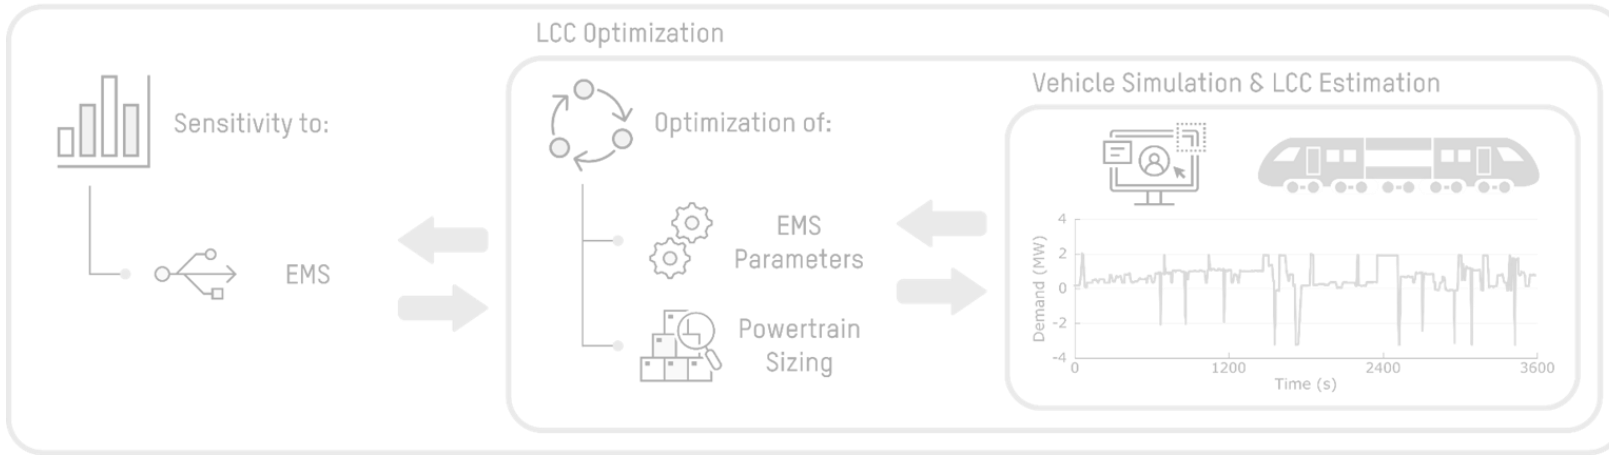 LCC Optimization
Vehicle Simulation & LCC Estimation
Sensitivity to:
Optimization of:
EMS
EMS
Parameters
Powertrain
Sizing
Demand (MW)
4
2
0
-2
-4
0 1200 2400 3600
Time (s)